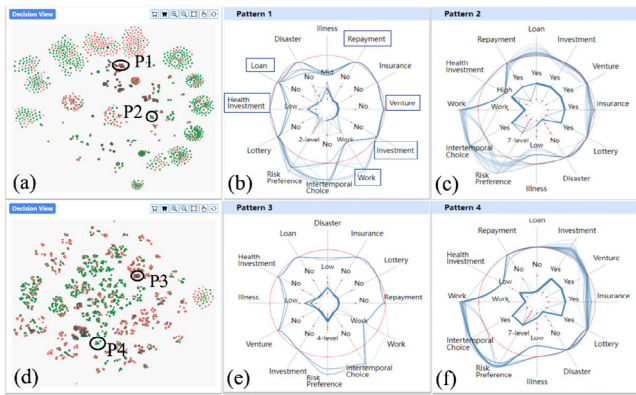 Decision View
P1
P2
(a)
Pattern 1
Illness
Disaster
Repayment
Loan
Mid
Insurance
No
No
No
No
Health
Investment
Low
No
Venture
No
No
2-level
Work
No
Lottery
Investment
Risk
Preference
Intertemporal
Choice
Work
(b)
Pattern 2
Loan
Repayment
Investment
Health
Investment
Venture
Yes
Yes
Yes
High
Yes
Work
Work
Yes
Insurance
Yes
Yes
7-level
Low
No
Intertemporal
Choice
Lottery
Risk
Preference
Disaster
Illness
(c)
Decision View
P3
P4
(d)
Pattern 3
Disaster
Loan
Insurance
Low
No
No
Health
Investment
Lottery
No
No
Illness
Low
No
Repayment
No
Work
No
4-level
Venture
Work
Investment
Risk
Preference
Intertemporal
Choice
(e)
Pattern 4
Loan
Repayment
Investment
No
No
Yes
Health
Investment
Venture
Low
Yes
Work
Work
Yes
Insurance
Yes
Yes
7-level
Low
No
Intertemporal
Choice
Lottery
Risk
Preference
Disaster
Illness
(f)